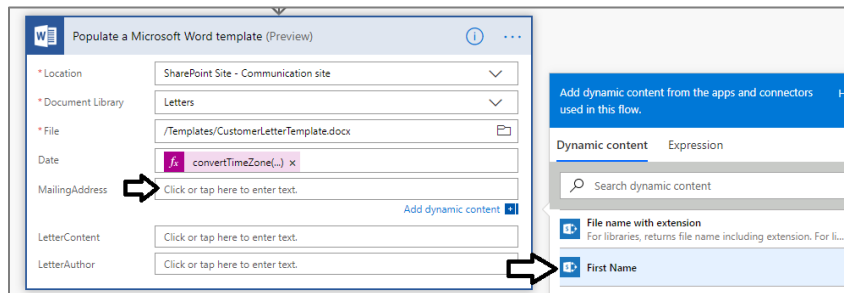 Populate a Microsoft Word template (Preview)
* Location
SharePoint Site - Communication site
* Document Library
Letters
* File
/Templates/CustomerLetterTemplate.docx
Date
fx convertTimeZone(...) ×
MailingAddress
Click or tap here to enter text.
Add dynamic content
LetterContent
Click or tap here to enter text.
LetterAuthor
Click or tap here to enter text.
Add dynamic content from the apps and connectors
used in this flow.
H
Dynamic content Expression
Search dynamic content
File name with extension
For libraries, returns file name including extension. For li...
First Name